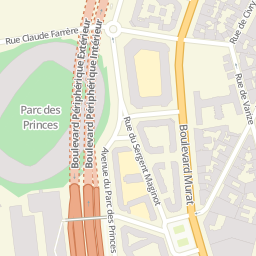 Rue Claude Farrère
Boulevard Périphérique Extérieur
Boulevard Périphérique Intérieur
Rue de Civry
Rue de Varize
Parc des
Princes
Rue du Sergent Maginot
Boulevard Murat
Avenue du Parc des Princes